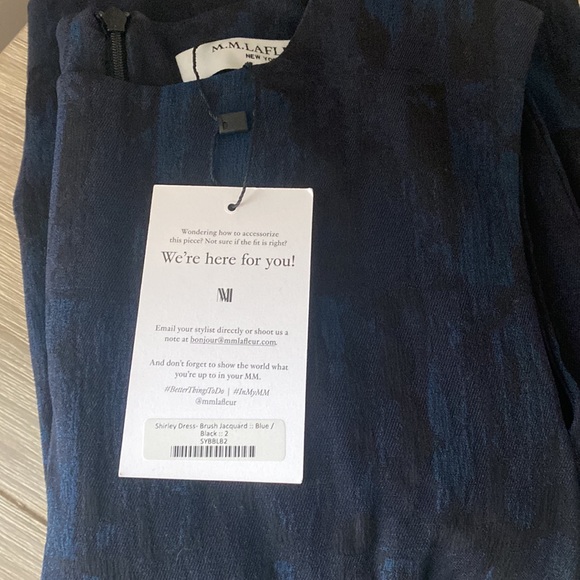 M.M.LAFLE
NEW YO
Wondering how to accessorize
this piece? Not sure if the fit is right?
We're here for you!
MM
Email your stylist directly or shoot us a
note at bonjour@mmlafleur.com.
And don't forget to show the world what
you're up to in your MM.
#BetterThingsToDo | #InMyMM
@mmlafleur
Shirley Dress- Brush Jacquard :: Blue /
Black :: 2
SYBBLB2